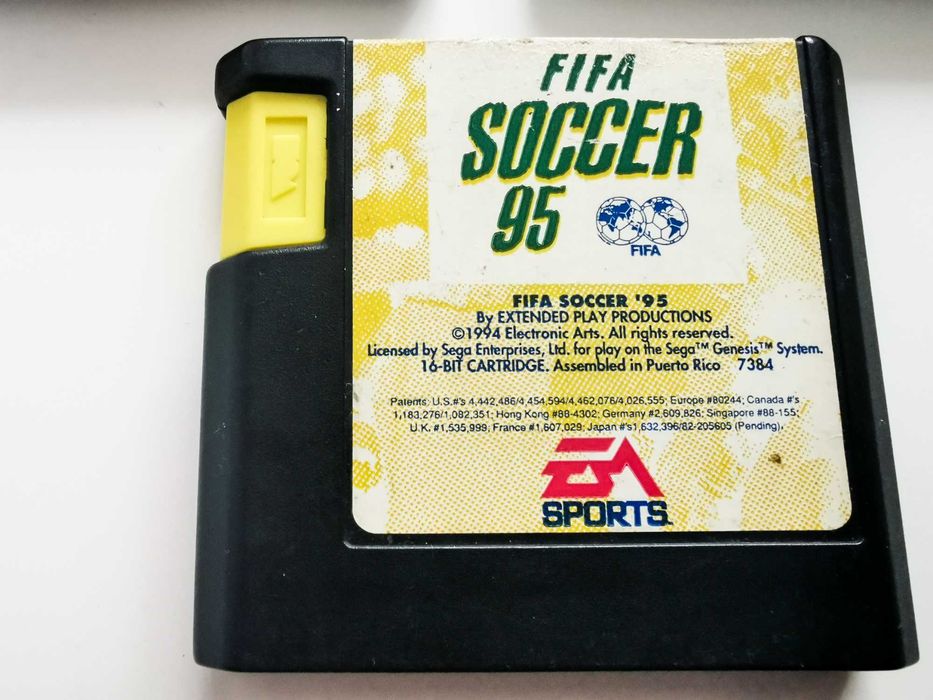 FIFA
SOCCER
95
FIFA
FIFA SOCCER '95
By EXTENDED PLAY PRODUCTIONS
©1994 Electronic Arts. All rights reserved.
Licensed by Sega Enterprises, Ltd. for play on the Sega™ Genesis™ System.
16-BIT CARTRIDGE. Assembled in Puerto Rico 7384
Patents: U.S.#'s 4,442,486/4,454,594/4,462,076/4,026,555; Europe #80244; Canada #'s
1,183,276/1,082,351; Hong Kong #88-4302; Germany #2,609,826; Singapore #88-155;
U.K. #1,535,999; France #1,607,029; Japan #'s1,632,396/82-205605 (Pending).
EA
SPORTS™